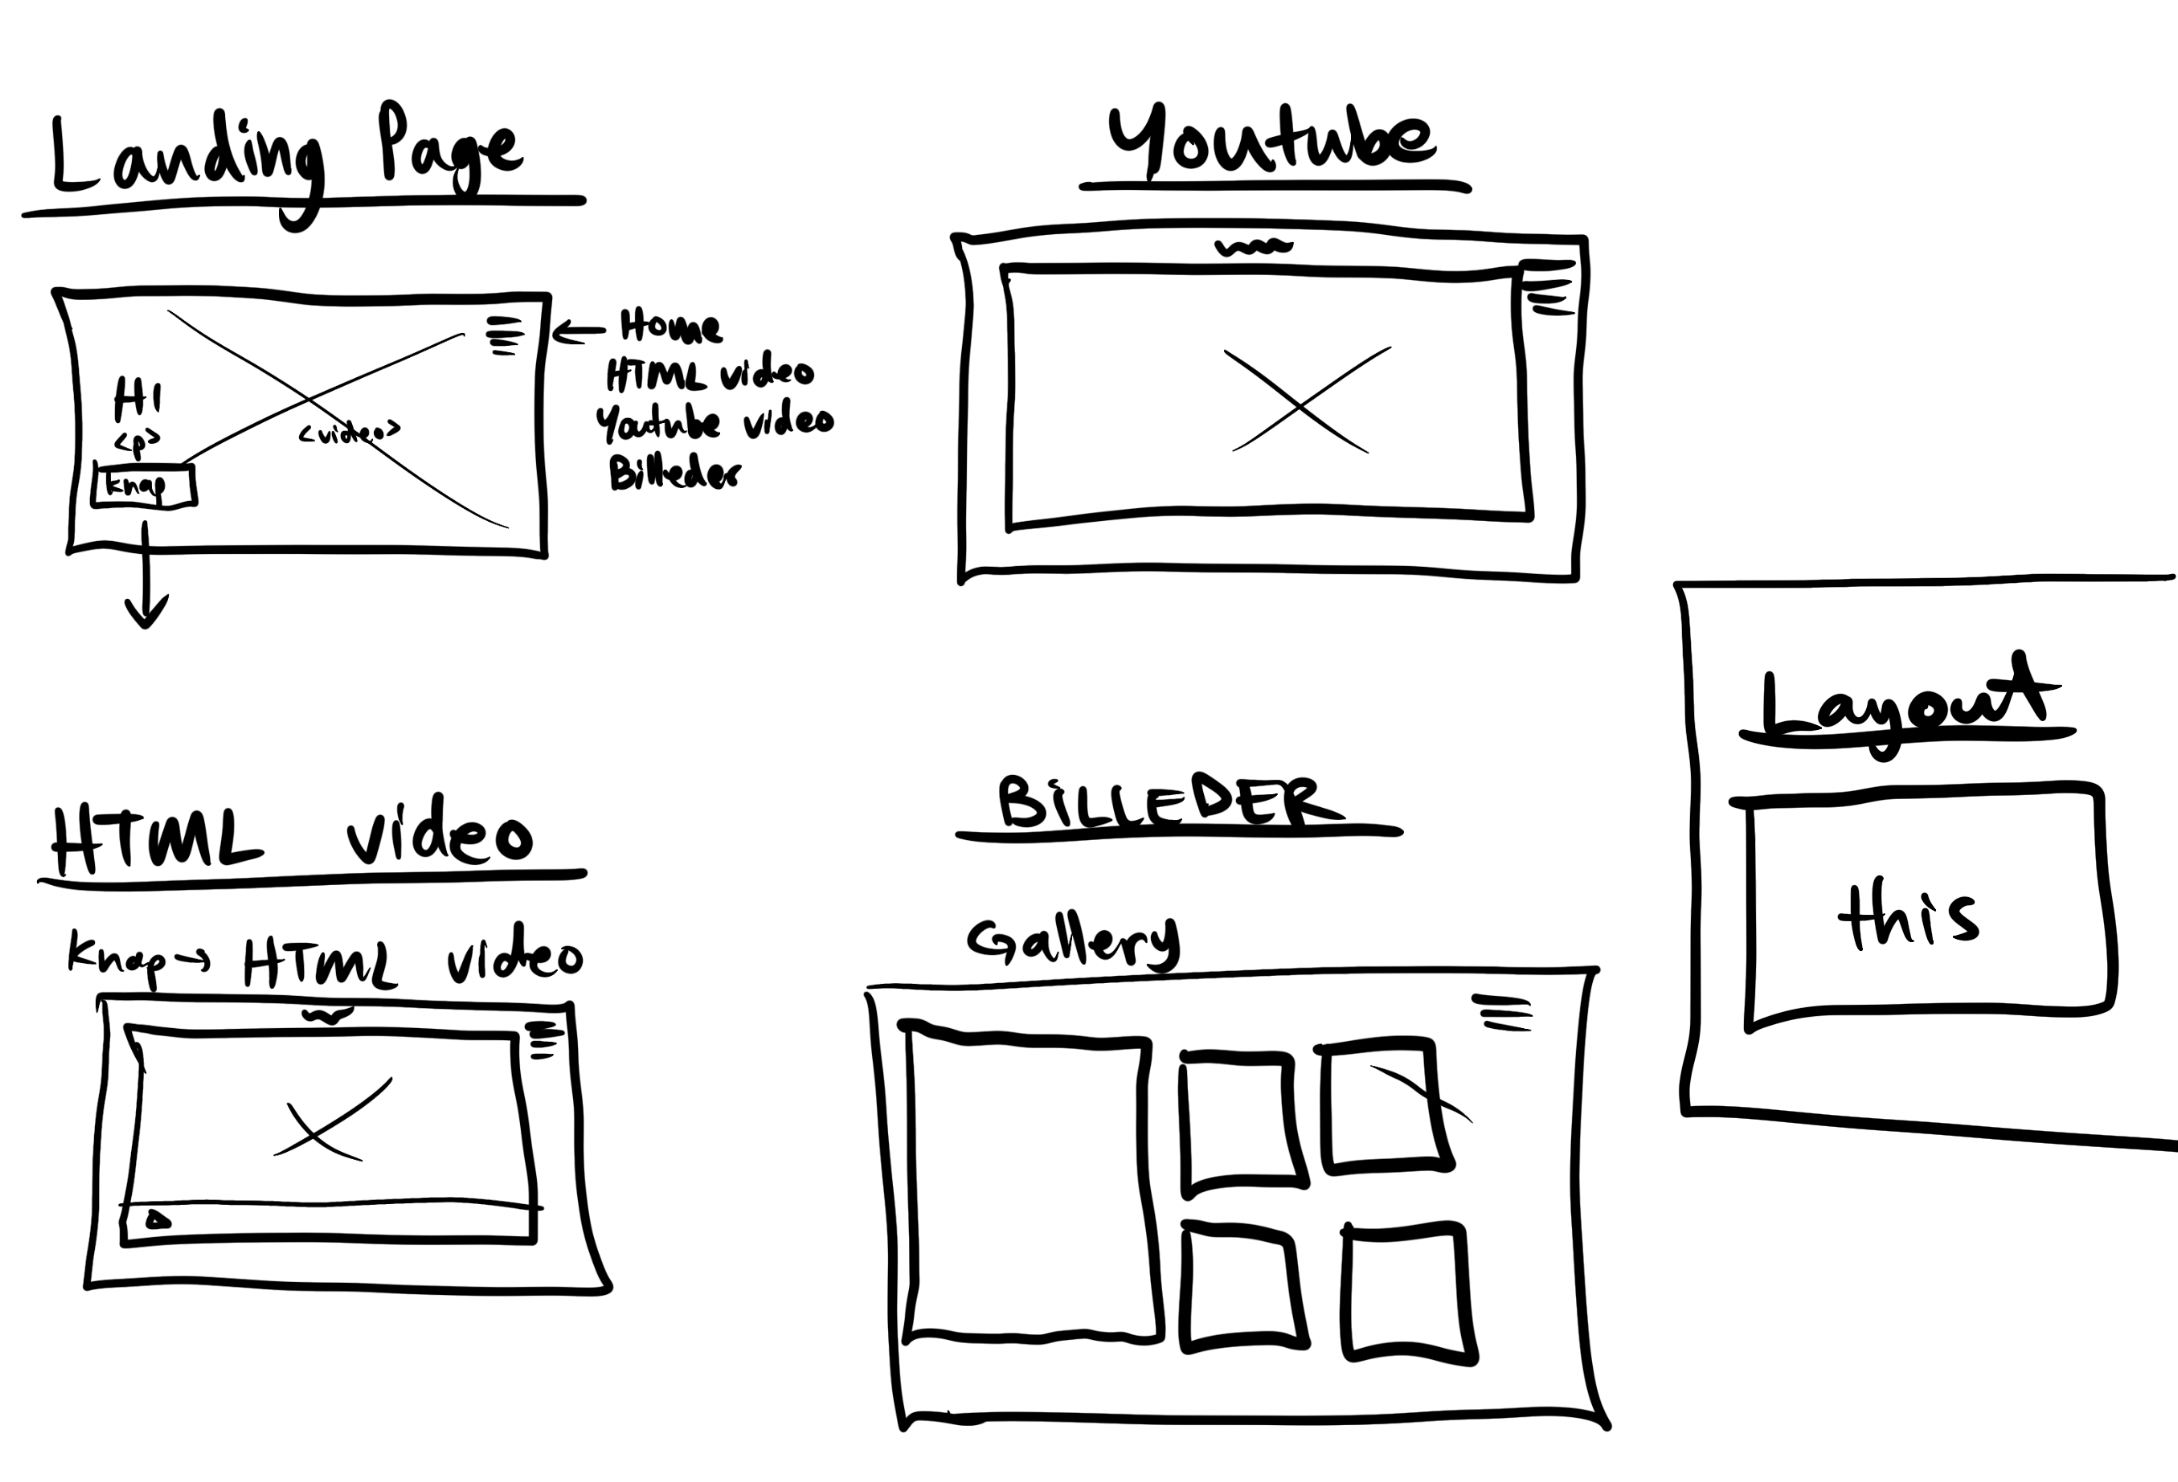 Landing Page
H1
<p>
knap
<video>
Home
HTML video
Youtube video
Billeder
Youtube
HTML video
Knap → HTML video
BILLEDER
Gallery
Layout
this